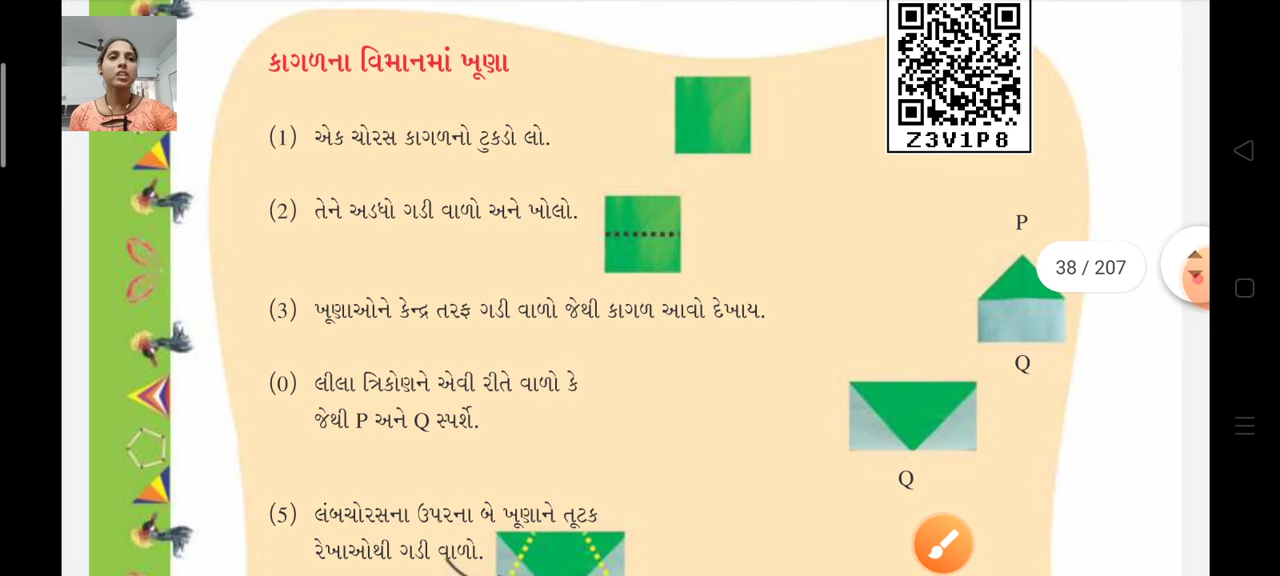 કાગળના વિમાનમાં ખૂણા
Z3V1P8
(1) એક ચોરસ કાગળનો ટુકડો લો.
(2) તેને અડધો ગડી વાળો અને ખોલો.
P
38 / 207
(3) ખૂણાઓને કેન્દ્ર તરફ ગડી વાળો જેથી કાગળ આવો દેખાય.
Q
(0) લીલા ત્રિકોણને એવી રીતે વાળો કે
જેથી P અને Q સ્પર્શે.
Q
(5) લંબચોરસના ઉપરના બે ખૂણાને તૂટક
રેખાઓથી ગડી વાળો.